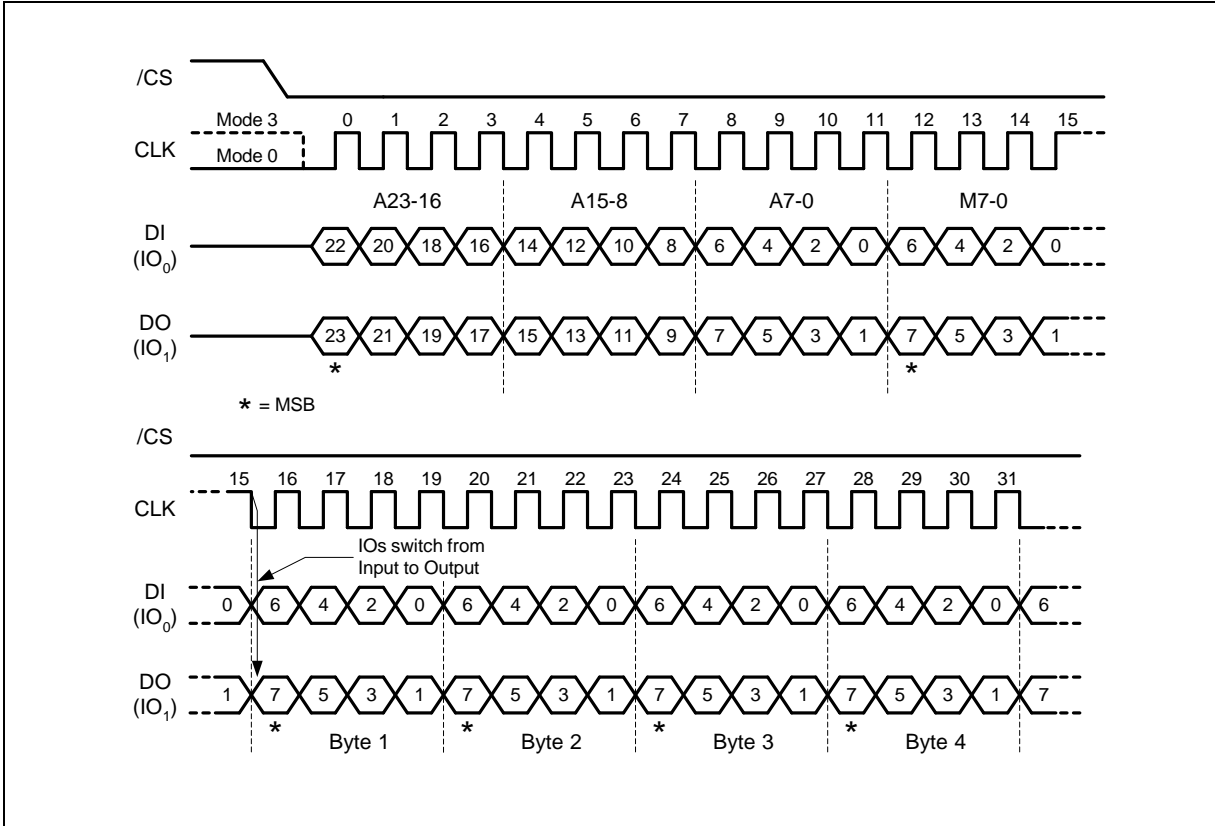 /CS
Mode 3 0 1 2 3 4 5 6 7 8 9 10 11 12 13 14 15
CLK
Mode 0
A23-16 A15-8 A7-0 M7-0
DI
(IO0) 22 20 18 16 14 12 10 8 6 4 2 0 6 4 2 0
DO
(IO1) 23 21 19 17 15 13 11 9 7 5 3 1 7 5 3 1
* *
* = MSB
/CS
15 16 17 18 19 20 21 22 23 24 25 26 27 28 29 30 31
CLK
IOs switch from
Input to Output
DI
(IO0) 0 6 4 2 0 6 4 2 0 6 4 2 0 6 4 2 0 6
DO
(IO1) 1 7 5 3 1 7 5 3 1 7 5 3 1 7 5 3 1 7
* * * *
Byte 1 Byte 2 Byte 3 Byte 4